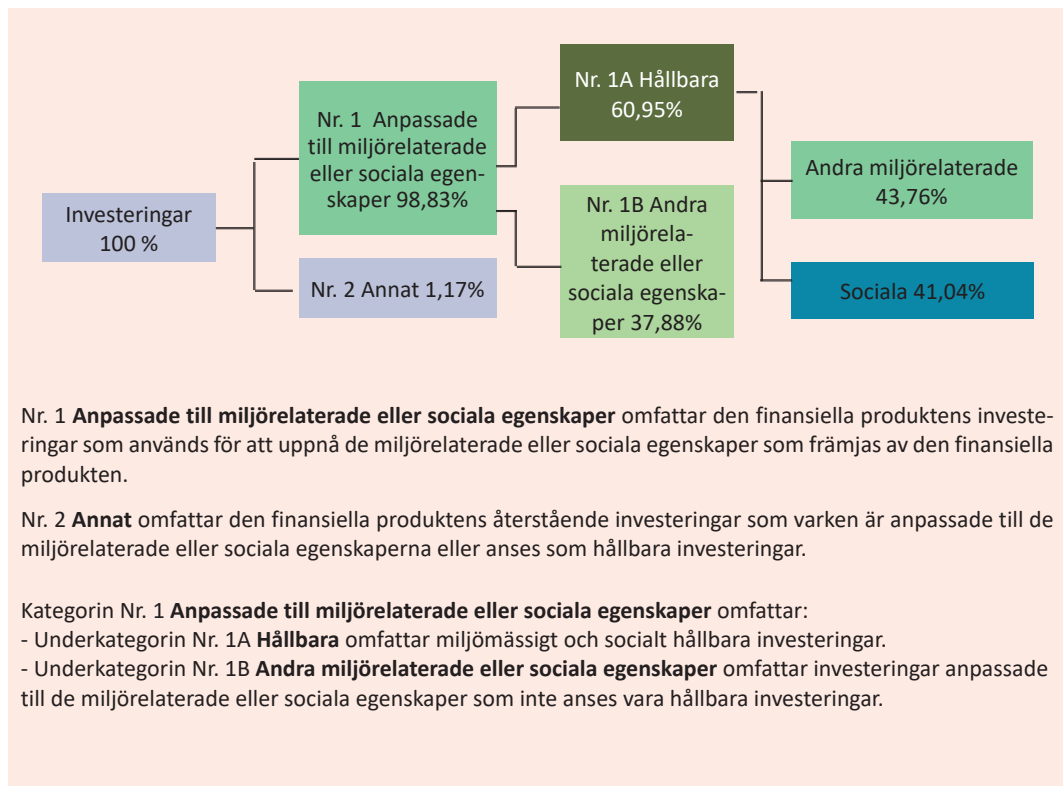 Investeringar
100 %
Nr. 1 Anpassade
till miljörelaterade
eller sociala egen-
skaper 98,83%
Nr. 2 Annat 1,17%
Nr. 1A Hållbara
60,95%
Nr. 1B Andra
miljörela-
terade eller
sociala egenska-
per 37,88%
Andra miljörelaterade
43,76%
Sociala 41,04%
Nr. 1 Anpassade till miljörelaterade eller sociala egenskaper omfattar den finansiella produktens investe-
ringar som används för att uppnå de miljörelaterade eller sociala egenskaper som främjas av den finansiella
produkten.
Nr. 2 Annat omfattar den finansiella produktens återstående investeringar som varken är anpassade till de
miljörelaterade eller sociala egenskaperna eller anses som hållbara investeringar.
Kategorin Nr. 1 Anpassade till miljörelaterade eller sociala egenskaper omfattar:
- Underkategorin Nr. 1A Hållbara omfattar miljömässigt och socialt hållbara investeringar.
- Underkategorin Nr. 1B Andra miljörelaterade eller sociala egenskaper omfattar investeringar anpassade
till de miljörelaterade eller sociala egenskaper som inte anses vara hållbara investeringar.